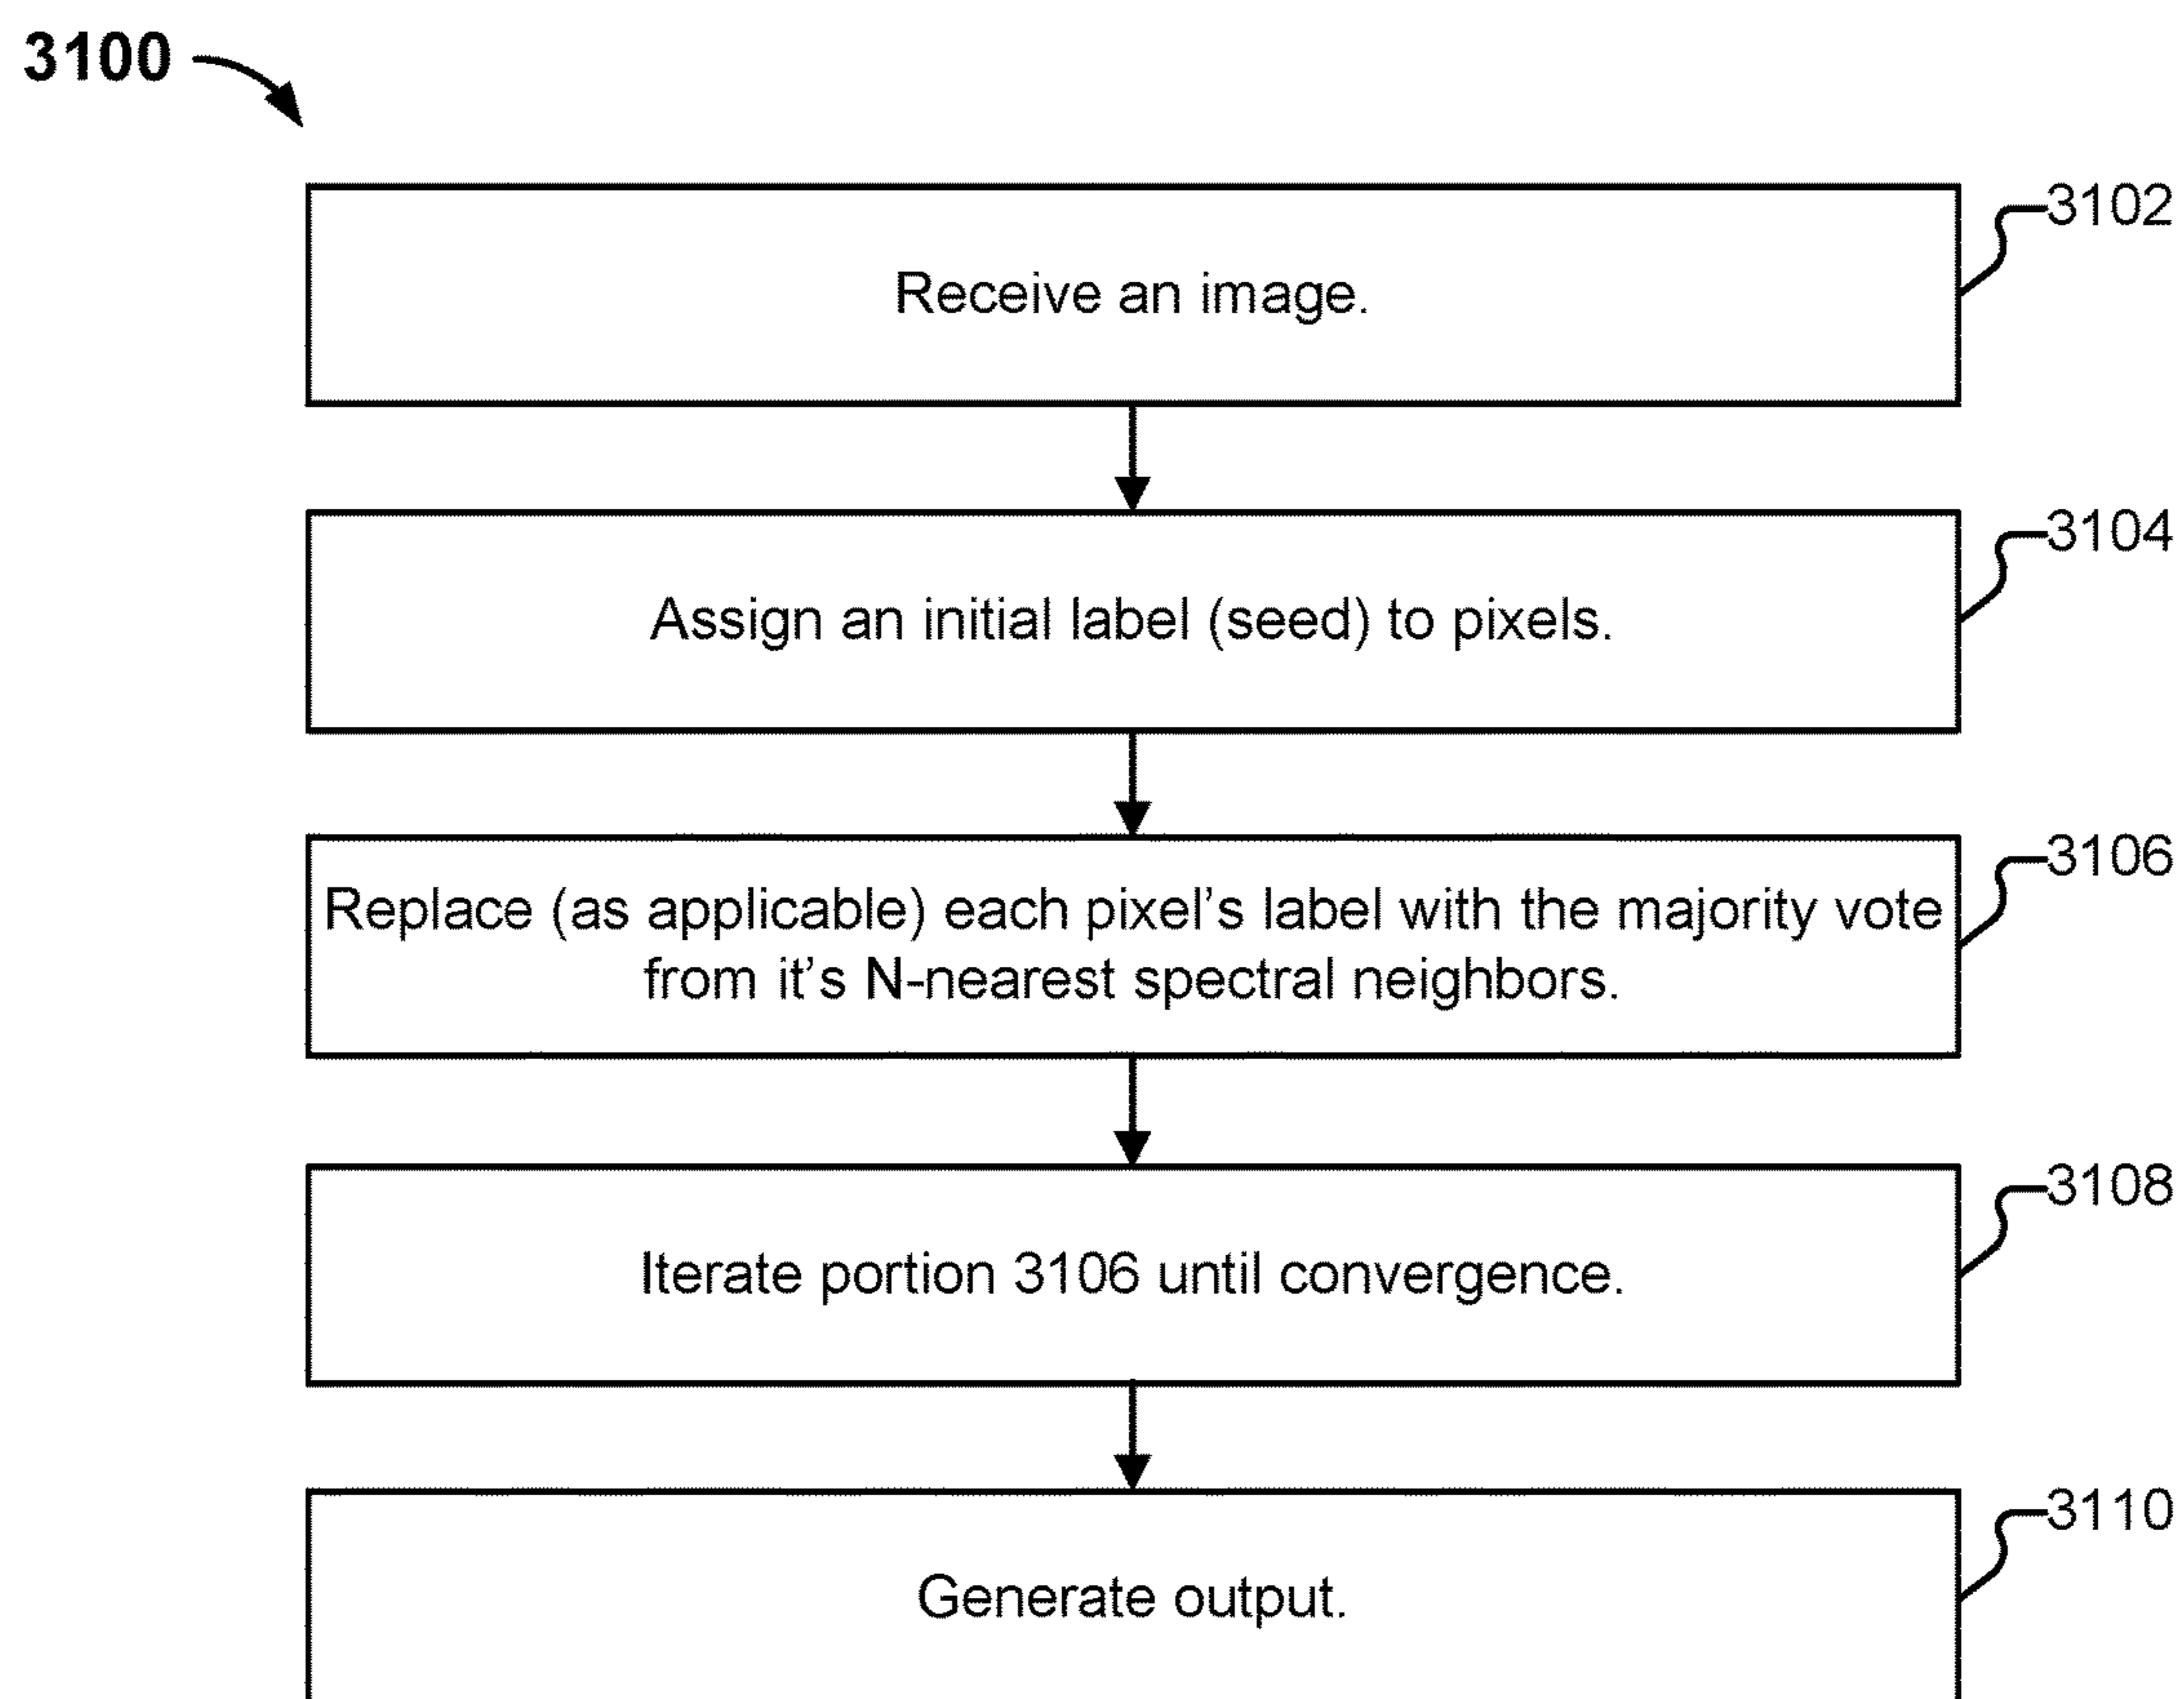 3100
3102
Receive an image.
3104
Assign an initial label (seed) to pixels.
3106
Replace (as applicable) each pixel's label with the majority vote
from it's N-nearest spectral neighbors.
3108
Iterate portion 3106 until convergence.
3110
Generate output.